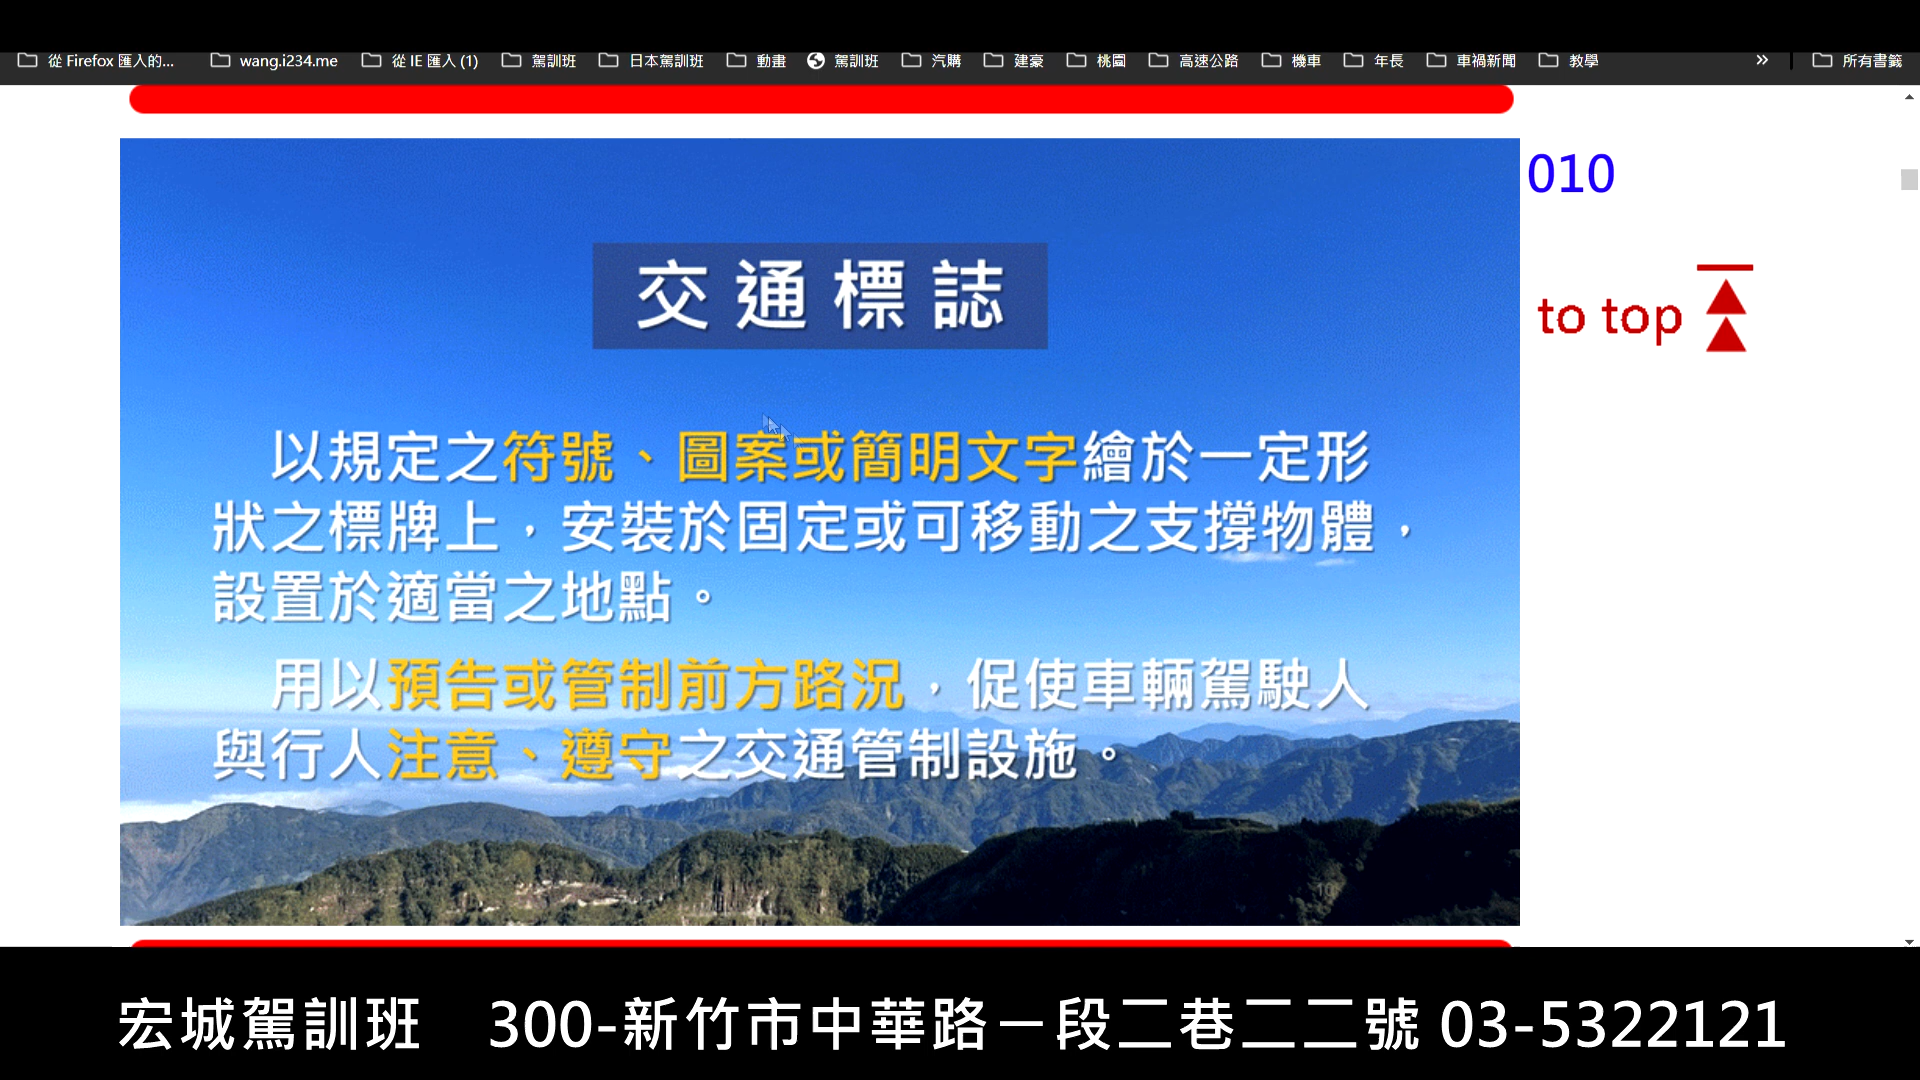 從 Firefox 匯入的... wang.i234.me 從 IE 匯入 (1) 駕訓班 日本駕訓班 動畫 駕訓班 汽購 建豪 桃園 高速公路 機車 年長 車禍新聞 教學 » 所有書籤
010
to top
交通標誌
以規定之符號、圖案或簡明文字繪於一定形
狀之標牌上，安裝於固定或可移動之支撐物體，
設置於適當之地點。
用以預告或管制前方路況，促使車輛駕駛人
與行人注意、遵守之交通管制設施。
10
宏城駕訓班 300-新竹市中華路一段二巷二二號 03-5322121